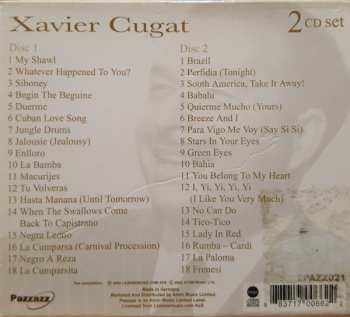 Xavier Cugat
2 CD set
Disc 1
1 My Shawl
2 Whatever Happened To You?
3 Siboney
4 Begin The Beguine
5 Duerme
6 Cuban Love Song
7 Jungle Drums
8 Jalousie (Jealousy)
9 Enlloro
10 La Bamba
11 Macurijes
12 Tu Volveras
13 Hasta Manana (Until Tomorrow)
14 When The Swallows Come
Back To Capistrano
15 Negra Leono
16 La Cumparsa (Carnival Procession)
17 Negro A Reza
18 La Cumparsita
Disc 2
1 Brazil
2 Perfidia (Tonight)
3 South America, Take It Away!
4 Babalu
5 Quierme Mucho (Yours)
6 Breeze And I
7 Para Vigo Me Voy (Say Si Si)
8 Stars In Your Eyes
9 Green Eyes
10 Bahia
11 You Belong To My Heart
12 I, Yi, Yi, Yi, Yi
(I Like You Very Much)
13 No Can Do
14 Tico-Tico
15 Lady In Red
16 Rumba – Cardi
17 La Paloma
18 Frenesi
Pazzazz
Made in Germany
Mastered And Distributed by Kevin Music Limited
PAZZ021